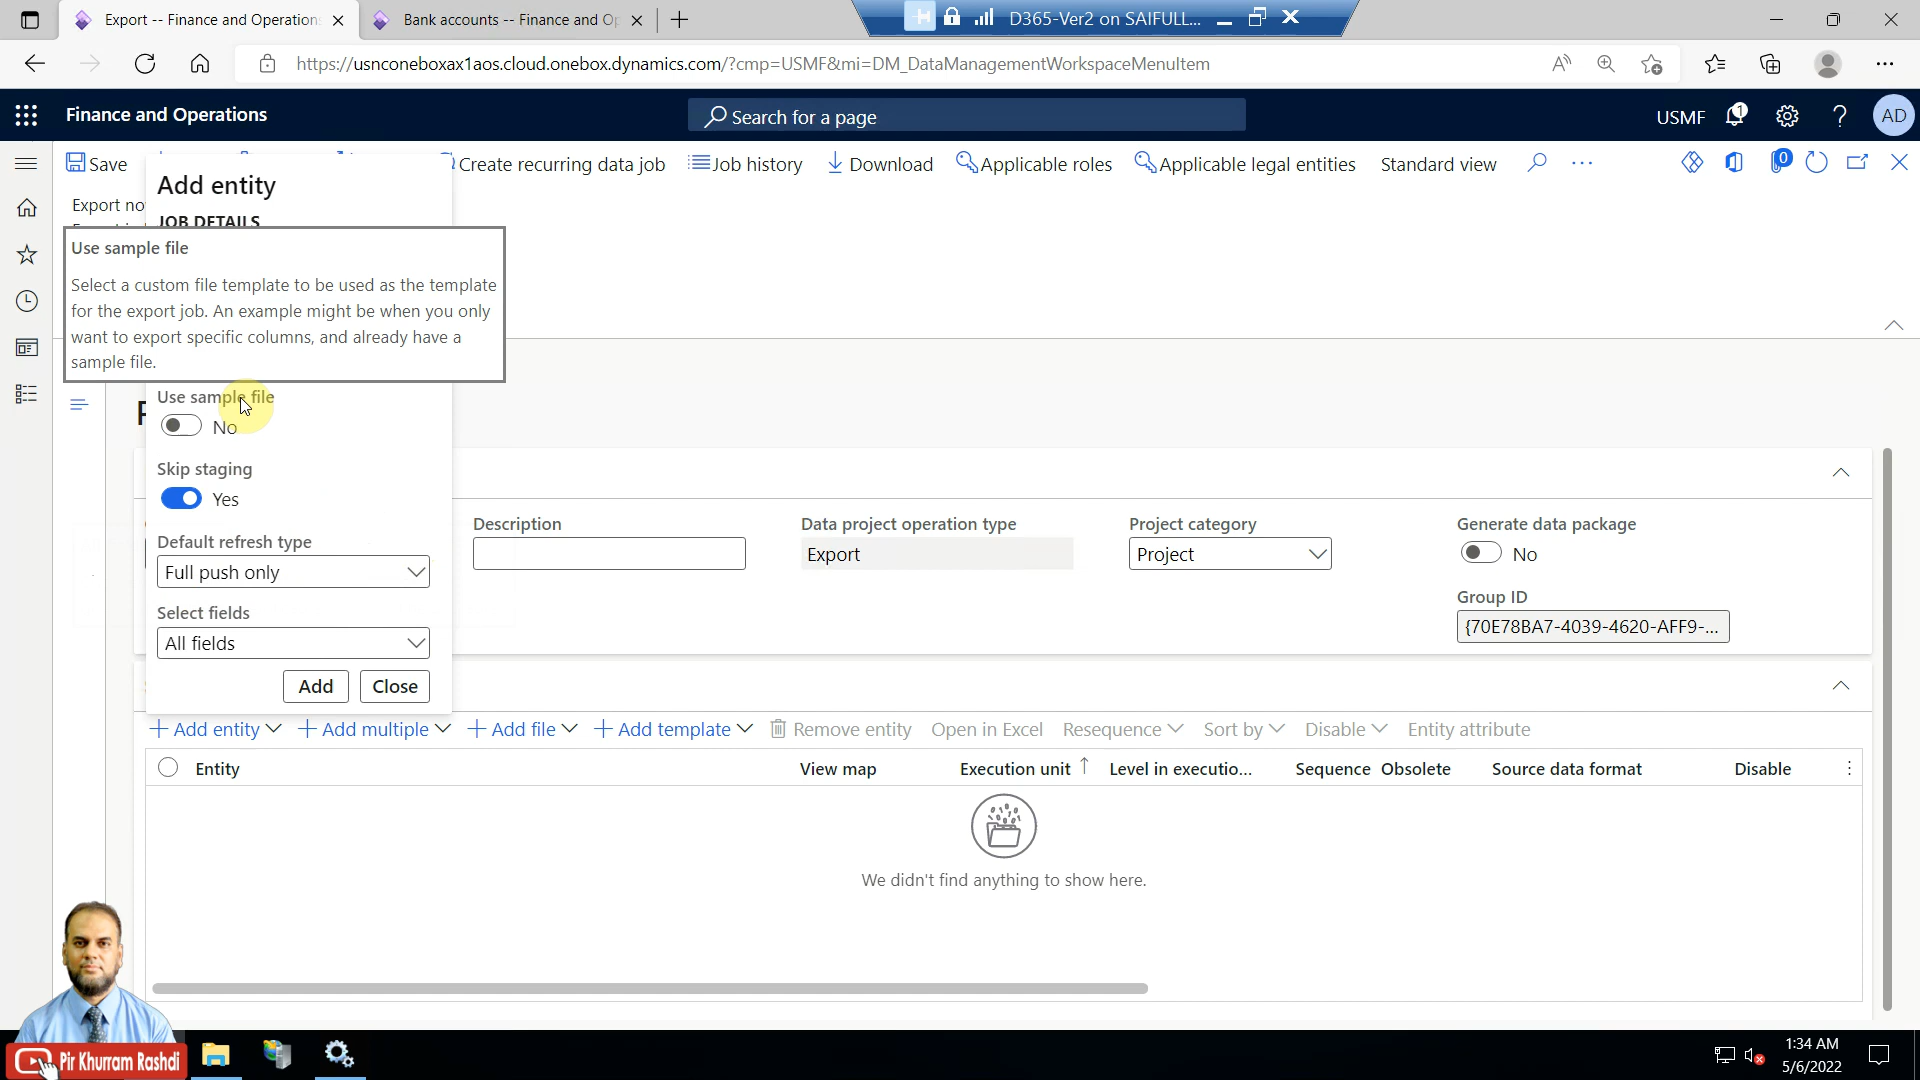 Export -- Finance and Operation
Bank accounts -- Finance and O
D365-Ver2 on SAIFULL...
https://usnconeboxax1aos.cloud.onebox.dynamics.com/?cmp=USMF&mi=DM_DataManagementWorkspaceMenuItem
Finance and Operations
Search for a page
USMF
1
AD
Save
Create recurring data job
Job history
Download
Applicable roles
Applicable legal entities
Standard view
0
Export no
Add entity
JOB DETAILS
Use sample file
Select a custom file template to be used as the template
for the export job. An example might be when you only
want to export specific columns, and already have a
sample file.
Use sample file
No
Skip staging
Yes
Default refresh type
Full push only
Select fields
All fields
Add
Close
Description
Data project operation type
Export
Project category
Project
Generate data package
No
Group ID
{70E78BA7-4039-4620-AFF9-...
Add entity
Add multiple
Add file
Add template
Remove entity
Open in Excel
Resequence
Sort by
Disable
Entity attribute
Entity
View map
Execution unit
Level in executio...
Sequence
Obsolete
Source data format
Disable
We didn't find anything to show here.
Pir Khurram Rashdi
1:34 AM
5/6/2022